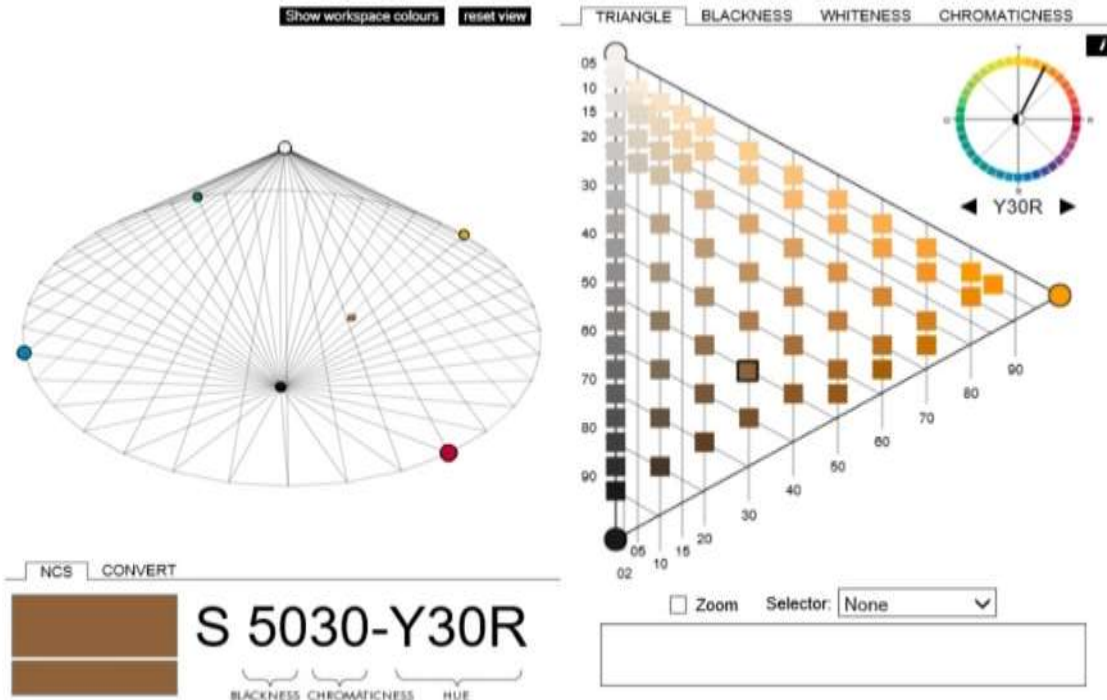 Show workspace colours reset view
TRIANGLE BLACKNESS WHITENESS CHROMATICNESS
05
10
15
20
30
40
50
60
70
80
90
Y
R
B
G
Y30R
90
80
70
60
50
40
30
20
15
10
05
02
NCS CONVERT
S 5030-Y30R
BLACKNESS CHROMATICNESS HUE
Zoom Selector: None